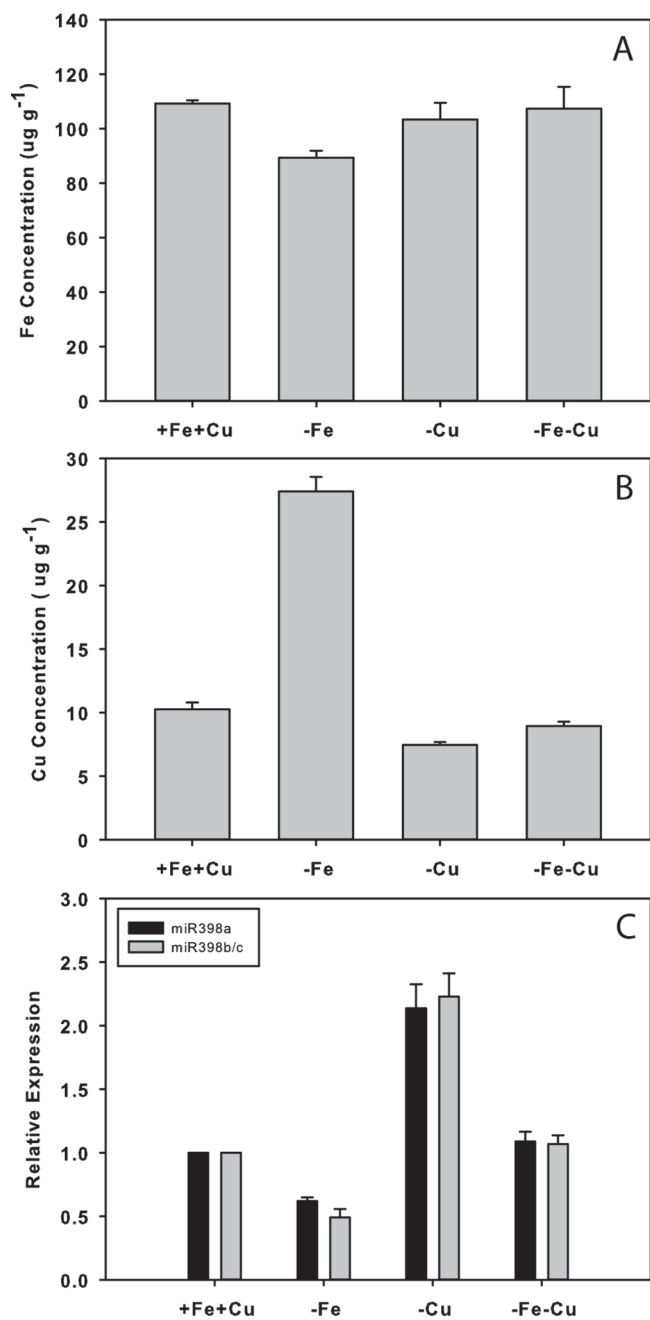 A
Fe Concentration (ug g⁻¹)
140
120
100
80
60
40
20
0
+Fe+Cu -Fe -Cu -Fe-Cu
B
Cu Concentration ( ug g⁻¹)
30
25
20
15
10
5
0
+Fe+Cu -Fe -Cu -Fe-Cu
C
Relative Expression
3.0
2.5
2.0
1.5
1.0
0.5
0.0
miR398a
miR398b/c
+Fe+Cu -Fe -Cu -Fe-Cu